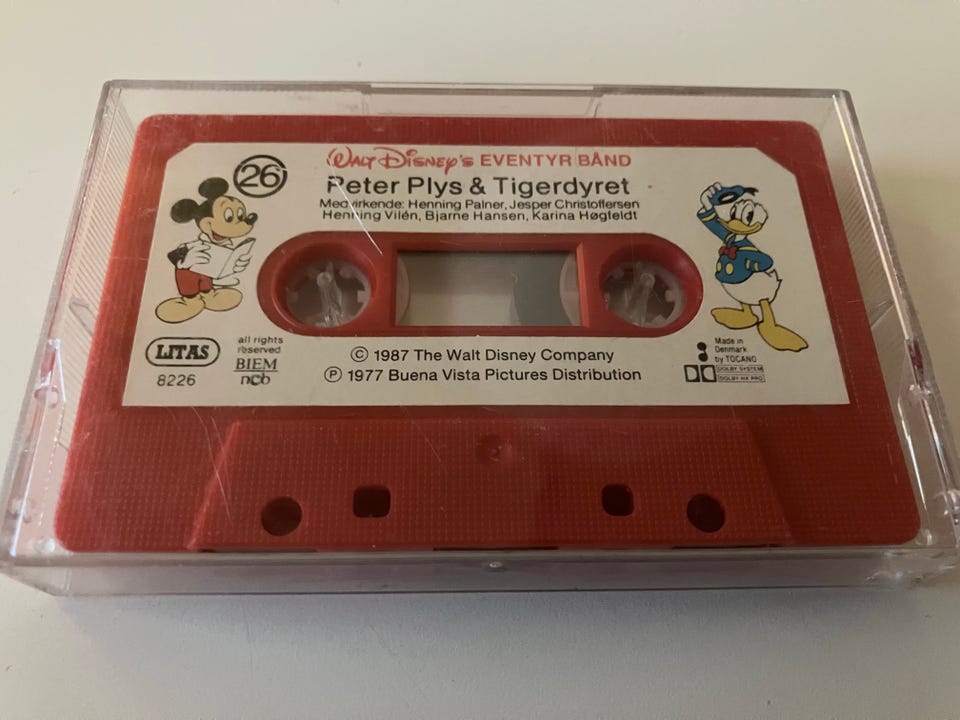 26
Walt Disney's EVENTYR BÅND
Peter Plys & Tigerdyret
Medvirkende: Henning Palner, Jesper Christoffersen
Henning Vilén, Bjarne Hansen, Karina Høgfeldt
LITAS
8226
all rights
reserved
BIEM
ncb
© 1987 The Walt Disney Company
℗ 1977 Buena Vista Pictures Distribution
Made in
Denmark
by TOCANO
DOLBY SYSTEM
DOLBY HX PRO